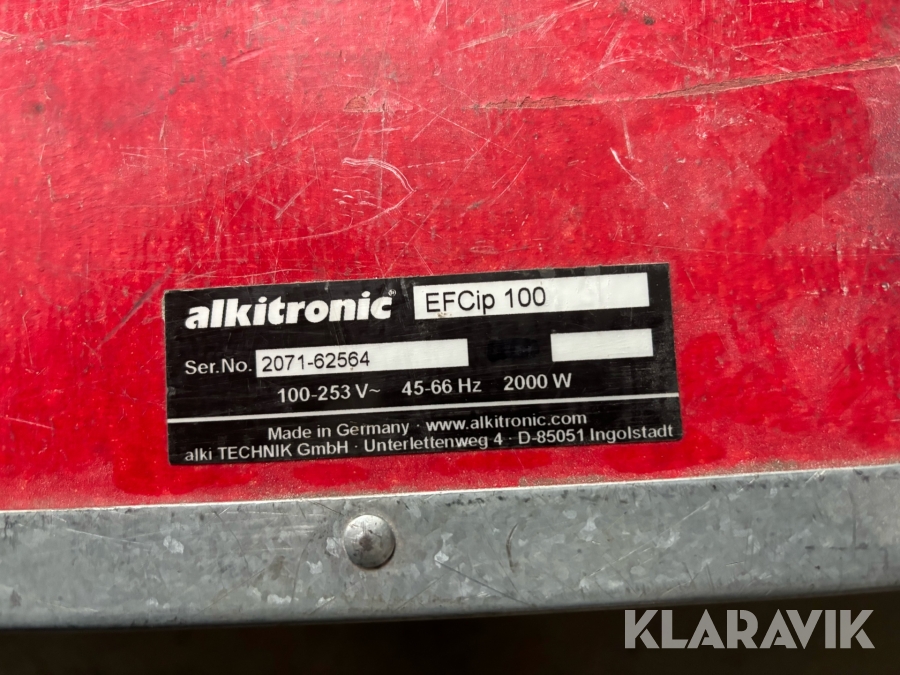 alkitronic® EFCip 100
Ser.No. 2071-62564
100-253 V~ 45-66 Hz 2000 W
Made in Germany · www.alkitronic.com
alki TECHNIK GmbH · Unterlettenweg 4 · D-85051 Ingolstadt
KLARAVIK